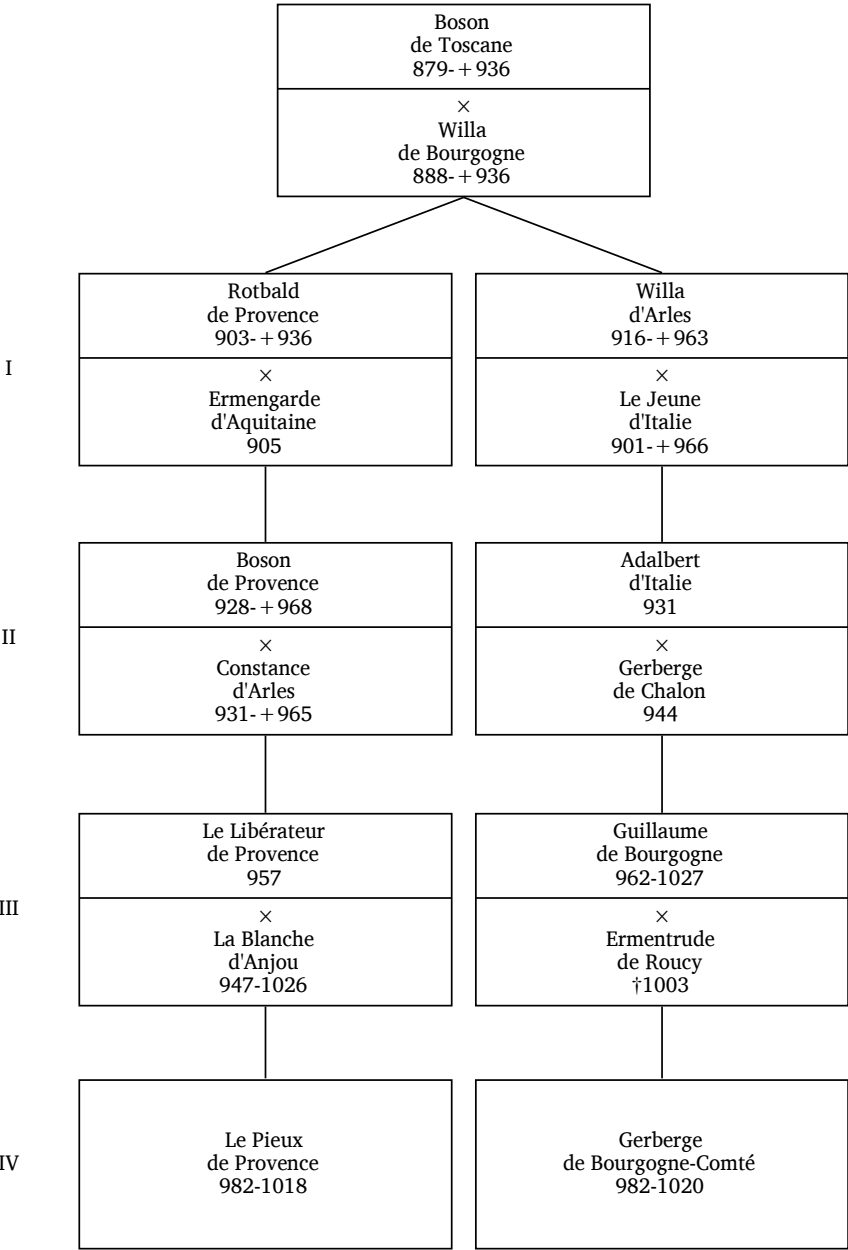 Boson
de Toscane
879-+936
×
Willa
de Bourgogne
888-+936
I
Rotbald
de Provence
903-+936
×
Ermengarde
d'Aquitaine
905
Willa
d'Arles
916-+963
×
Le Jeune
d'Italie
901-+966
II
Boson
de Provence
928-+968
×
Constance
d'Arles
931-+965
Adalbert
d'Italie
931
×
Gerberge
de Chalon
944
III
Le Libérateur
de Provence
957
×
La Blanche
d'Anjou
947-1026
Guillaume
de Bourgogne
962-1027
×
Ermentrude
de Roucy
†1003
IV
Le Pieux
de Provence
982-1018
Gerberge
de Bourgogne-Comté
982-1020